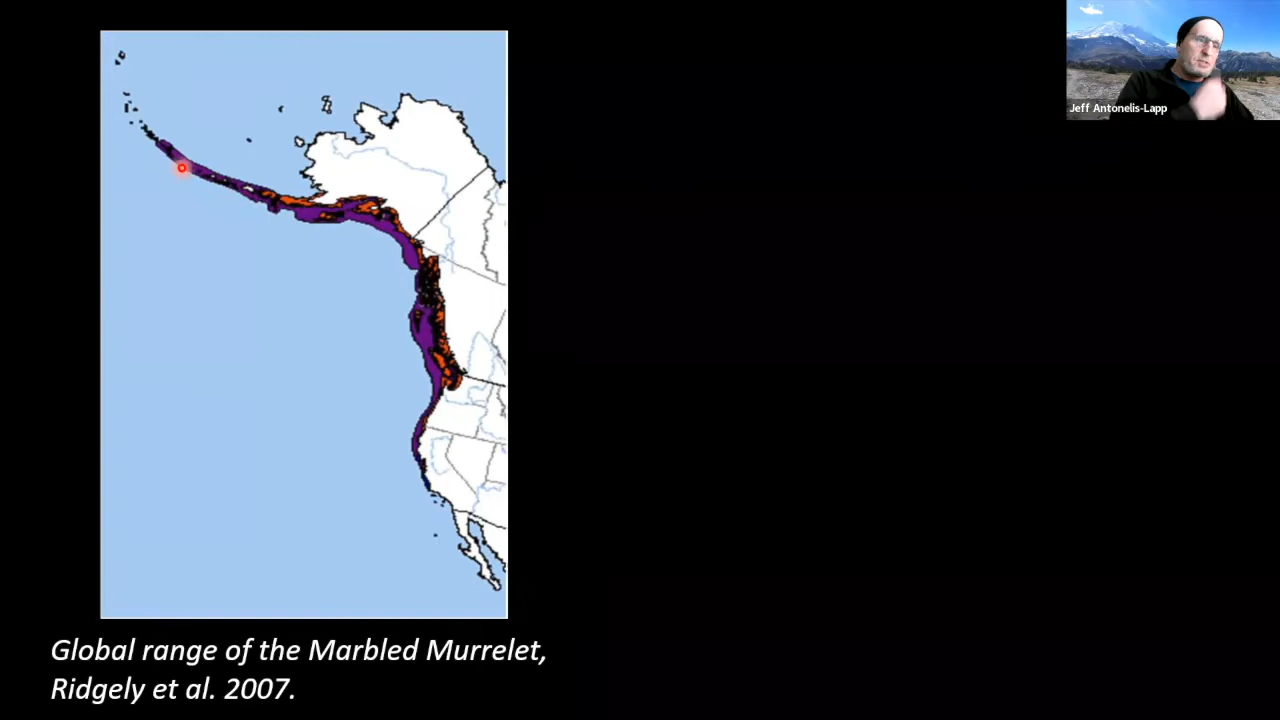 Jeff Antonelis-Lapp
Global range of the Marbled Murrelet,
Ridgely et al. 2007.